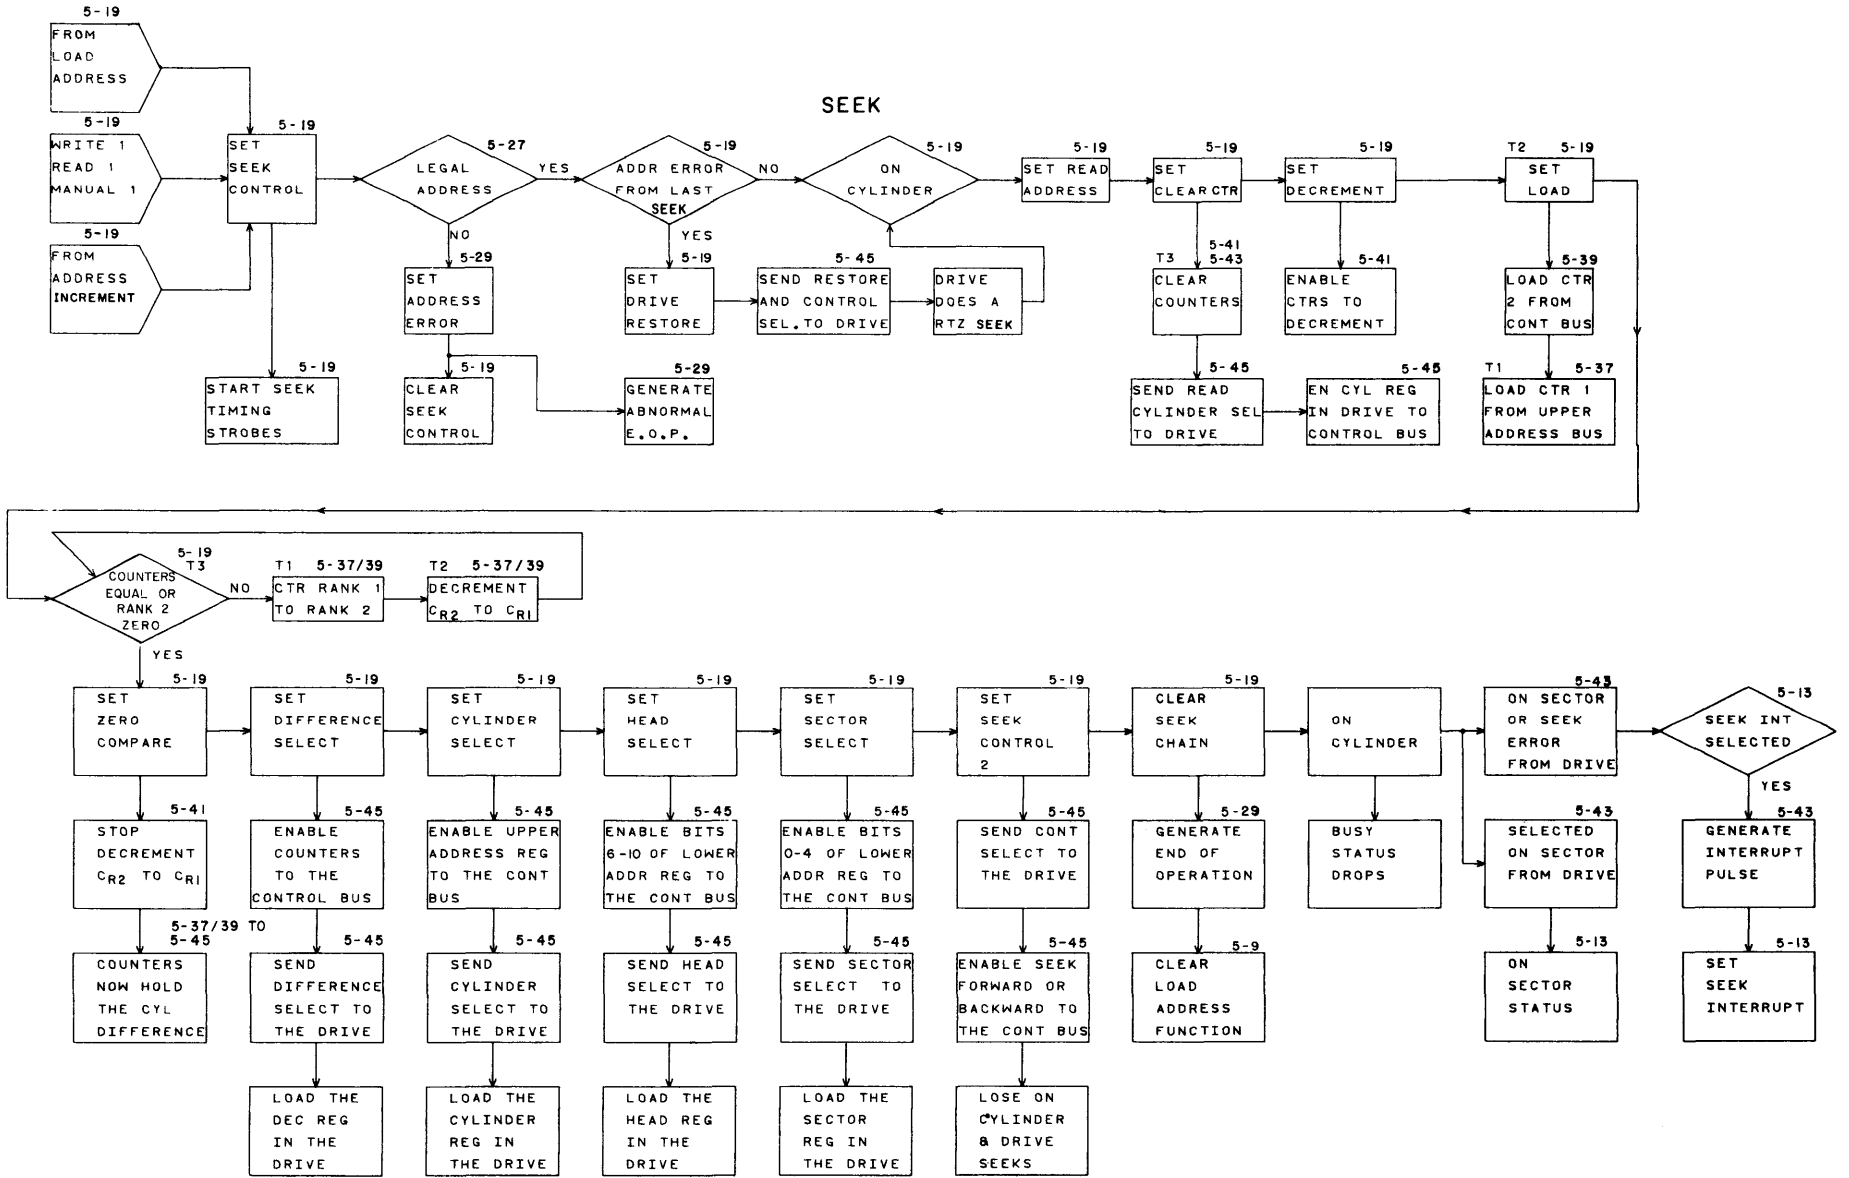 SEEK
5-19
FROM
LOAD
ADDRESS
5-19
WRITE 1
READ 1
MANUAL 1
5-19
FROM
ADDRESS
INCREMENT
5-19
SET
SEEK
CONTROL
5-19
START SEEK
TIMING
STROBES
5-27
LEGAL
ADDRESS
YES
NO
5-29
SET
ADDRESS
ERROR
5-19
CLEAR
SEEK
CONTROL
5-29
GENERATE
ABNORMAL
E.O.P.
5-19
ADDR ERROR
FROM LAST
SEEK
NO
YES
5-19
SET
DRIVE
RESTORE
5-45
SEND RESTORE
AND CONTROL
SEL. TO DRIVE
DRIVE
DOES A
RTZ SEEK
5-19
ON
CYLINDER
5-19
SET READ
ADDRESS
5-19
SET
CLEAR CTR
5-41
T3 5-43
CLEAR
COUNTERS
5-45
SEND READ
CYLINDER SEL
TO DRIVE
5-45
EN CYL REG
IN DRIVE TO
CONTROL BUS
5-19
SET
DECREMENT
5-41
ENABLE
CTRS TO
DECREMENT
T2 5-19
SET
LOAD
5-39
LOAD CTR
2 FROM
CONT BUS
T1 5-37
LOAD CTR 1
FROM UPPER
ADDRESS BUS
5-19
T3
COUNTERS
EQUAL OR
RANK 2
ZERO
NO
YES
T1 5-37/39
CTR RANK 1
TO RANK 2
T2 5-37/39
DECREMENT
CR2 TO CR1
5-19
SET
ZERO
COMPARE
5-41
STOP
DECREMENT
CR2 TO CR1
5-37/39 TO
5-45
COUNTERS
NOW HOLD
THE CYL
DIFFERENCE
5-19
SET
DIFFERENCE
SELECT
5-45
ENABLE
COUNTERS
TO THE
CONTROL BUS
5-45
SEND
DIFFERENCE
SELECT TO
THE DRIVE
LOAD THE
DEC REG
IN THE
DRIVE
5-19
SET
CYLINDER
SELECT
5-45
ENABLE UPPER
ADDRESS REG
TO THE CONT
BUS
5-45
SEND
CYLINDER
SELECT TO
THE DRIVE
LOAD THE
CYLINDER
REG IN
THE DRIVE
5-19
SET
HEAD
SELECT
5-45
ENABLE BITS
6-10 OF LOWER
ADDR REG TO
THE CONT BUS
5-45
SEND HEAD
SELECT TO
THE DRIVE
LOAD THE
HEAD REG
IN THE
DRIVE
5-19
SET
SECTOR
SELECT
5-45
ENABLE BITS
0-4 OF LOWER
ADDR REG TO
THE CONT BUS
5-45
SEND SECTOR
SELECT TO
THE DRIVE
LOAD THE
SECTOR
REG IN
THE DRIVE
5-19
SET
SEEK
CONTROL
2
5-45
SEND CONT
SELECT TO
THE DRIVE
5-45
ENABLE SEEK
FORWARD OR
BACKWARD TO
THE CONT BUS
LOSE ON
CYLINDER
& DRIVE
SEEKS
5-19
CLEAR
SEEK
CHAIN
5-29
GENERATE
END OF
OPERATION
5-9
CLEAR
LOAD
ADDRESS
FUNCTION
ON
CYLINDER
BUSY
STATUS
DROPS
5-43
ON SECTOR
OR SEEK
ERROR
FROM DRIVE
5-43
SELECTED
ON SECTOR
FROM DRIVE
5-13
ON
SECTOR
STATUS
5-13
SEEK INT
SELECTED
YES
5-43
GENERATE
INTERRUPT
PULSE
5-13
SET
SEEK
INTERRUPT